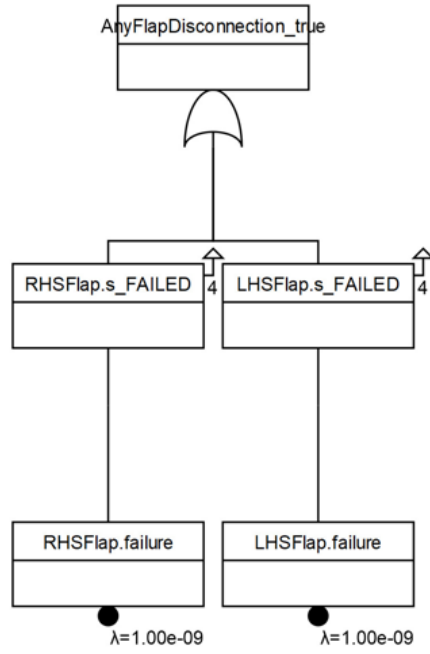 AnyFlapDisconnection_true
RHSFlap.s_FAILED
4
LHSFlap.s_FAILED
4
RHSFlap.failure
LHSFlap.failure
λ=1.00e-09
λ=1.00e-09